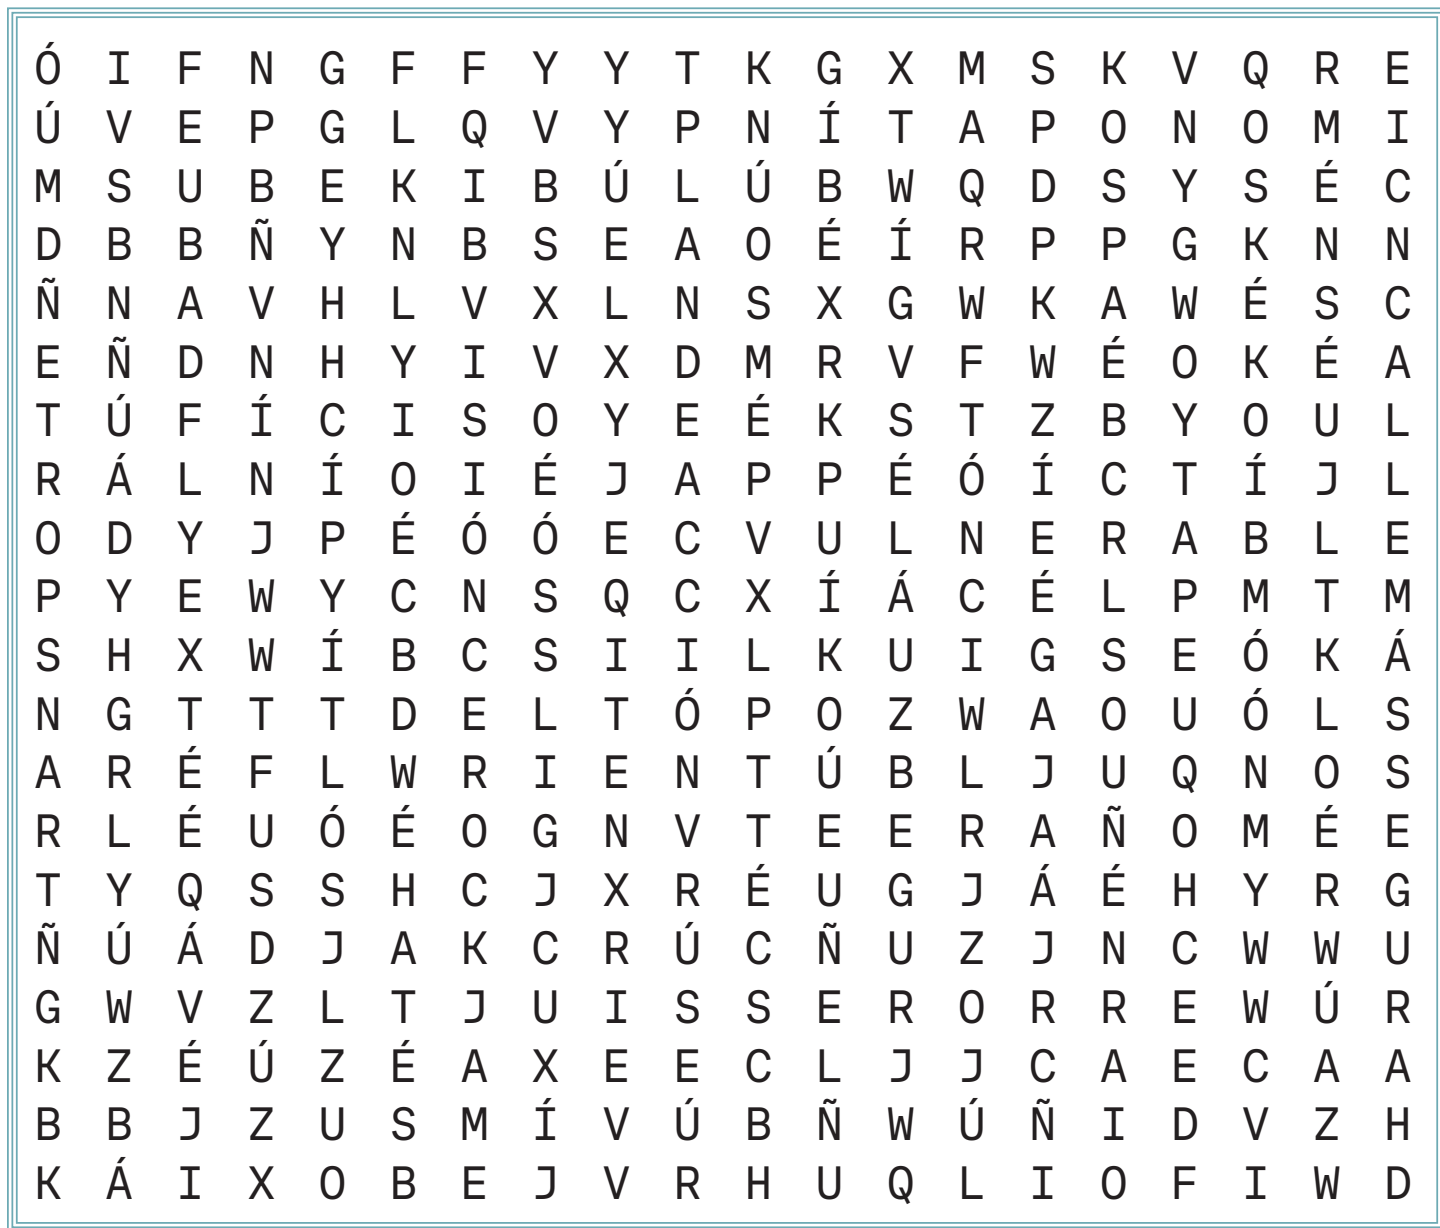 Ó I F N G F F Y Y T K G X M S K V Q R E
Ú V E P G L Q V Y P N Í T A P O N O M I
M S U B E K I B Ú L Ú B W Q D S Y S É C
D B B Ñ Y N B S E A O É Í R P P G K N N
Ñ N A V H L V X L N S X G W K A W É S C
E Ñ D N H Y I V X D M R V F W É O K É A
T Ú F Í C I S O Y E É K S T Z B Y O U L
R Á L N Í O I É J A P P É Ó Í C T Í J L
O D Y J P É Ó Ó E C V U L N E R A B L E
P Y E W Y C N S Q C X Í Á C É L P M T M
S H X W Í B C S I I L K U I G S E Ó K Á
N G T T T D E L T Ó P O Z W A O U Ó L S
A R É F L W R I E N T Ú B L J U Q N O S
R L É U Ó É O G N V T E E R A Ñ O M É E
T Y Q S S H C J X R É U G J Á É H Y R G
Ñ Ú Á D J A K C R Ú C Ñ U Z J N C W W U
G W V Z L T J U I S S E R O R R E W Ú R
K Z É Ú Z É A X E E C L J J C A E C A A
B B J Z U S M Í V Ú B Ñ W Ú Ñ I D V Z H
K Á I X O B E J V R H U Q L I O F I W D